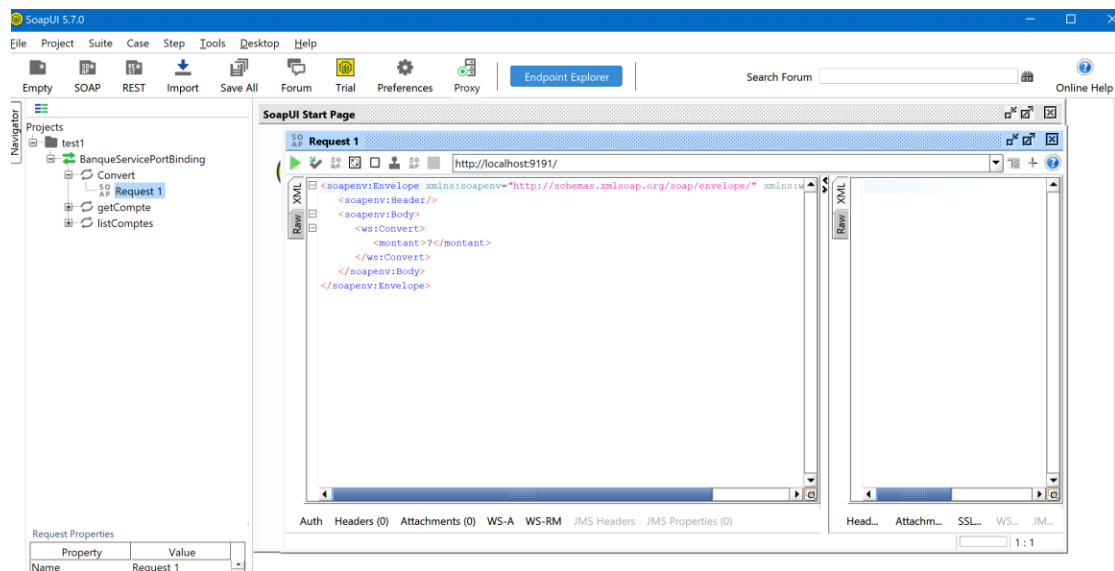 SoapUI 5.7.0
File Project Suite Case Step Tools Desktop Help
Empty SOAP REST Import Save All Forum Trial Preferences Proxy Endpoint Explorer Search Forum Online Help
Navigator
Projects
test1
BanqueServicePortBinding
Convert
SOAP Request 1
getCompte
listComptes
SoapUI Start Page
SOAP Request 1
http://localhost:9191/
XML
Raw
<soapenv:Envelope xmlns:soapenv="http://schemas.xmlsoap.org/soap/envelope/" xmlns:w
<soapenv:Header/>
<soapenv:Body>
<ws:Convert>
<montant>?</montant>
</ws:Convert>
</soapenv:Body>
</soapenv:Envelope>
XML
Raw
Auth Headers (0) Attachments (0) WS-A WS-RM JMS Headers JMS Properties (0)
Head... Attachm... SSL... WS... JM...
1 : 1
Request Properties
Property Value
Name Request 1